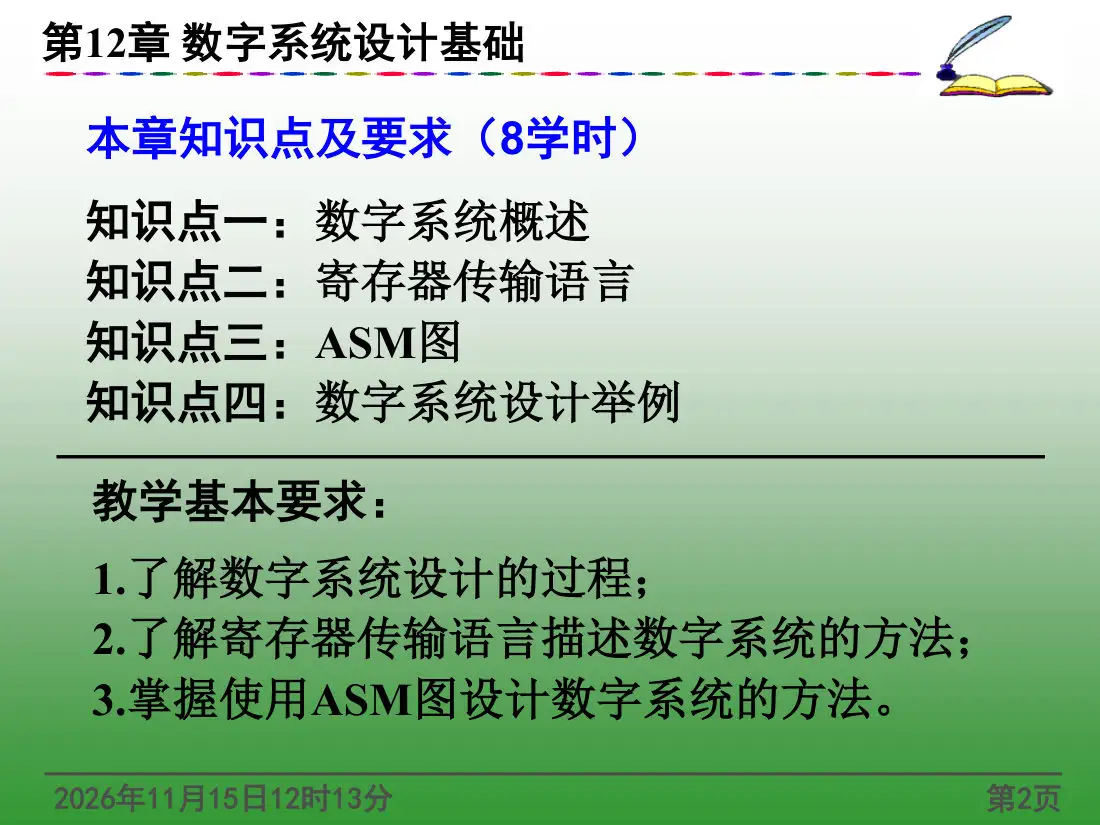 第12章 数字系统设计基础
本章知识点及要求（8学时）
知识点一：数字系统概述
知识点二：寄存器传输语言
知识点三：ASM图
知识点四：数字系统设计举例
教学基本要求：
1.了解数字系统设计的过程；
2.了解寄存器传输语言描述数字系统的方法；
3.掌握使用ASM图设计数字系统的方法。
2026年11月15日12时13分
第2页